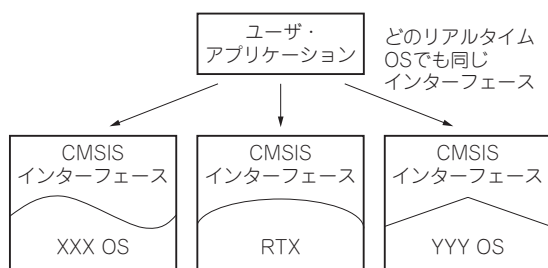 ユーザ・
アプリケーション
どのリアルタイム
OSでも同じ
インターフェース
CMSIS
インターフェース
XXX OS
CMSIS
インターフェース
RTX
CMSIS
インターフェース
YYY OS